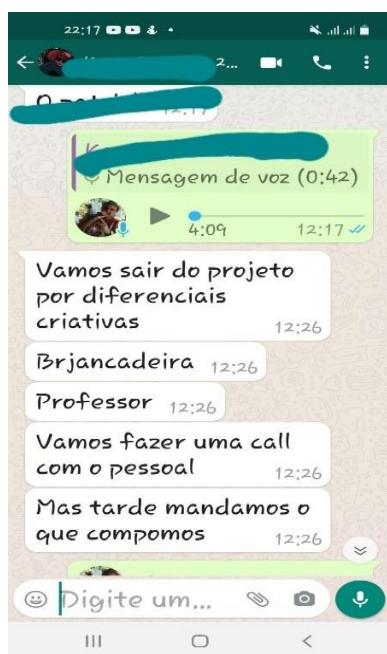 22:17
2...
12:17
Mensagem de voz (0:42)
4:09 12:17
Vamos sair do projeto
por diferenciais
criativas 12:26
Brjancadeira 12:26
Professor 12:26
Vamos fazer uma call
com o pessoal 12:26
Mas tarde mandamos o
que compomos 12:26
Digite um...